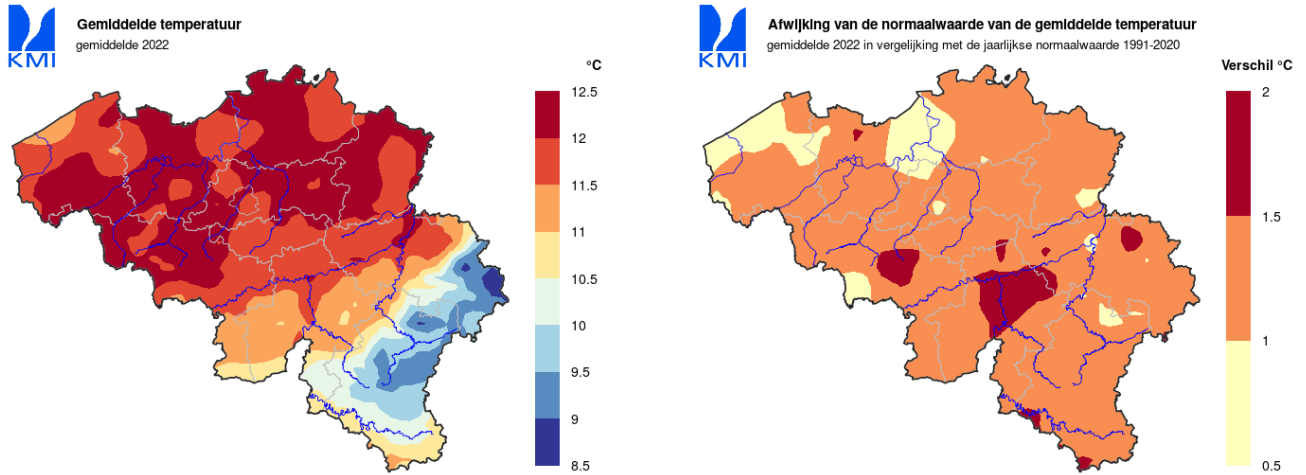 KMI
Gemiddelde temperatuur
gemiddelde 2022
°C
12.5
12
11.5
11
10.5
10
9.5
9
8.5
KMI
Afwijking van de normaalwaarde van de gemiddelde temperatuur
gemiddelde 2022 in vergelijking met de jaarlijkse normaalwaarde 1991-2020
Verschil °C
2
1.5
1
0.5